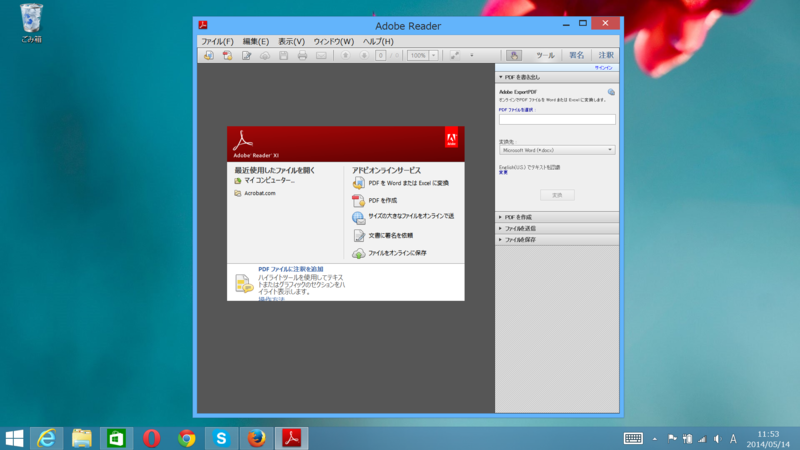 ごみ箱
Adobe Reader
ファイル(F) 編集(E) 表示(V) ウィンドウ(W) ヘルプ(H)
100% ツール 署名 注釈
サインイン
PDF を書き出し
Adobe ExportPDF
オンラインでPDF ファイルを Word または Excel に変換します。
PDF ファイルを選択:
変換先
Microsoft Word (*.docx)
English(U.S.) でテキストを認識
変更
変換
PDF を作成
ファイルを送信
ファイルを保存
Adobe
Adobe Reader XI
最近使用したファイルを開く
マイ コンピューター...
Acrobat.com
アドビオンラインサービス
PDF を Word または Excel に変換
PDF を作成
サイズの大きなファイルをオンラインで送
文書に署名を依頼
ファイルをオンラインに保存
PDF ファイルに注釈を追加
ハイライトツールを使用してテキス
トまたはグラフィックのセクションをハ
イライト表示します。
操作方法
A
11:53
2014/05/14